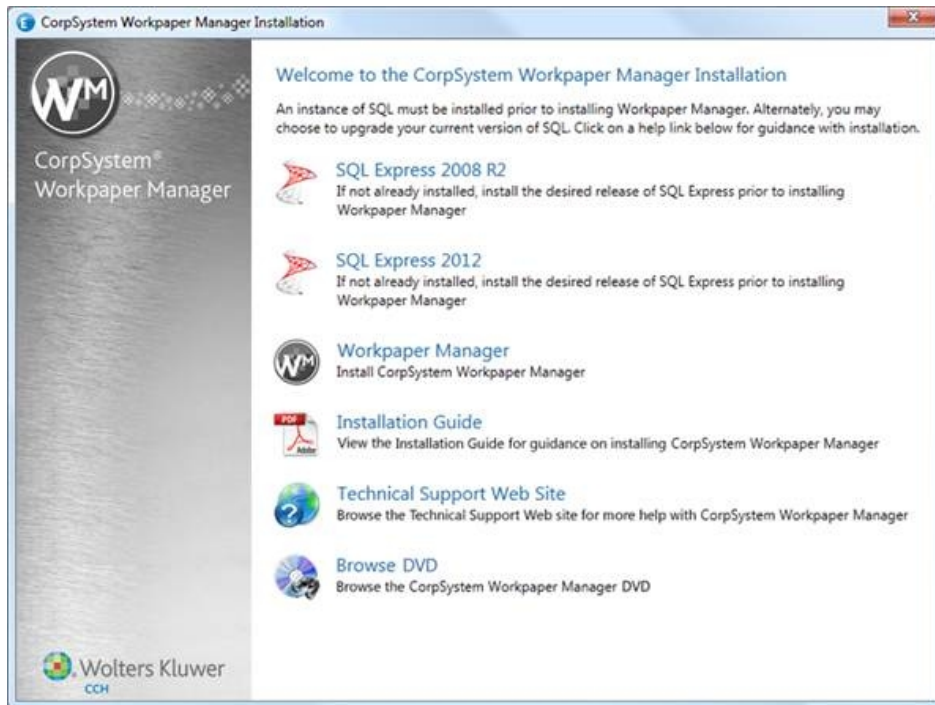 CorpSystem Workpaper Manager Installation
WM
CorpSystem®
Workpaper Manager
Welcome to the CorpSystem Workpaper Manager Installation
An instance of SQL must be installed prior to installing Workpaper Manager. Alternately, you may
choose to upgrade your current version of SQL. Click on a help link below for guidance with installation.
SQL Express 2008 R2
If not already installed, install the desired release of SQL Express prior to installing
Workpaper Manager
SQL Express 2012
If not already installed, install the desired release of SQL Express prior to installing
Workpaper Manager
WM
Workpaper Manager
Install CorpSystem Workpaper Manager
PDF
Adobe
Installation Guide
View the Installation Guide for guidance on installing CorpSystem Workpaper Manager
Technical Support Web Site
Browse the Technical Support Web site for more help with CorpSystem Workpaper Manager
Browse DVD
Browse the CorpSystem Workpaper Manager DVD
Wolters Kluwer
CCH